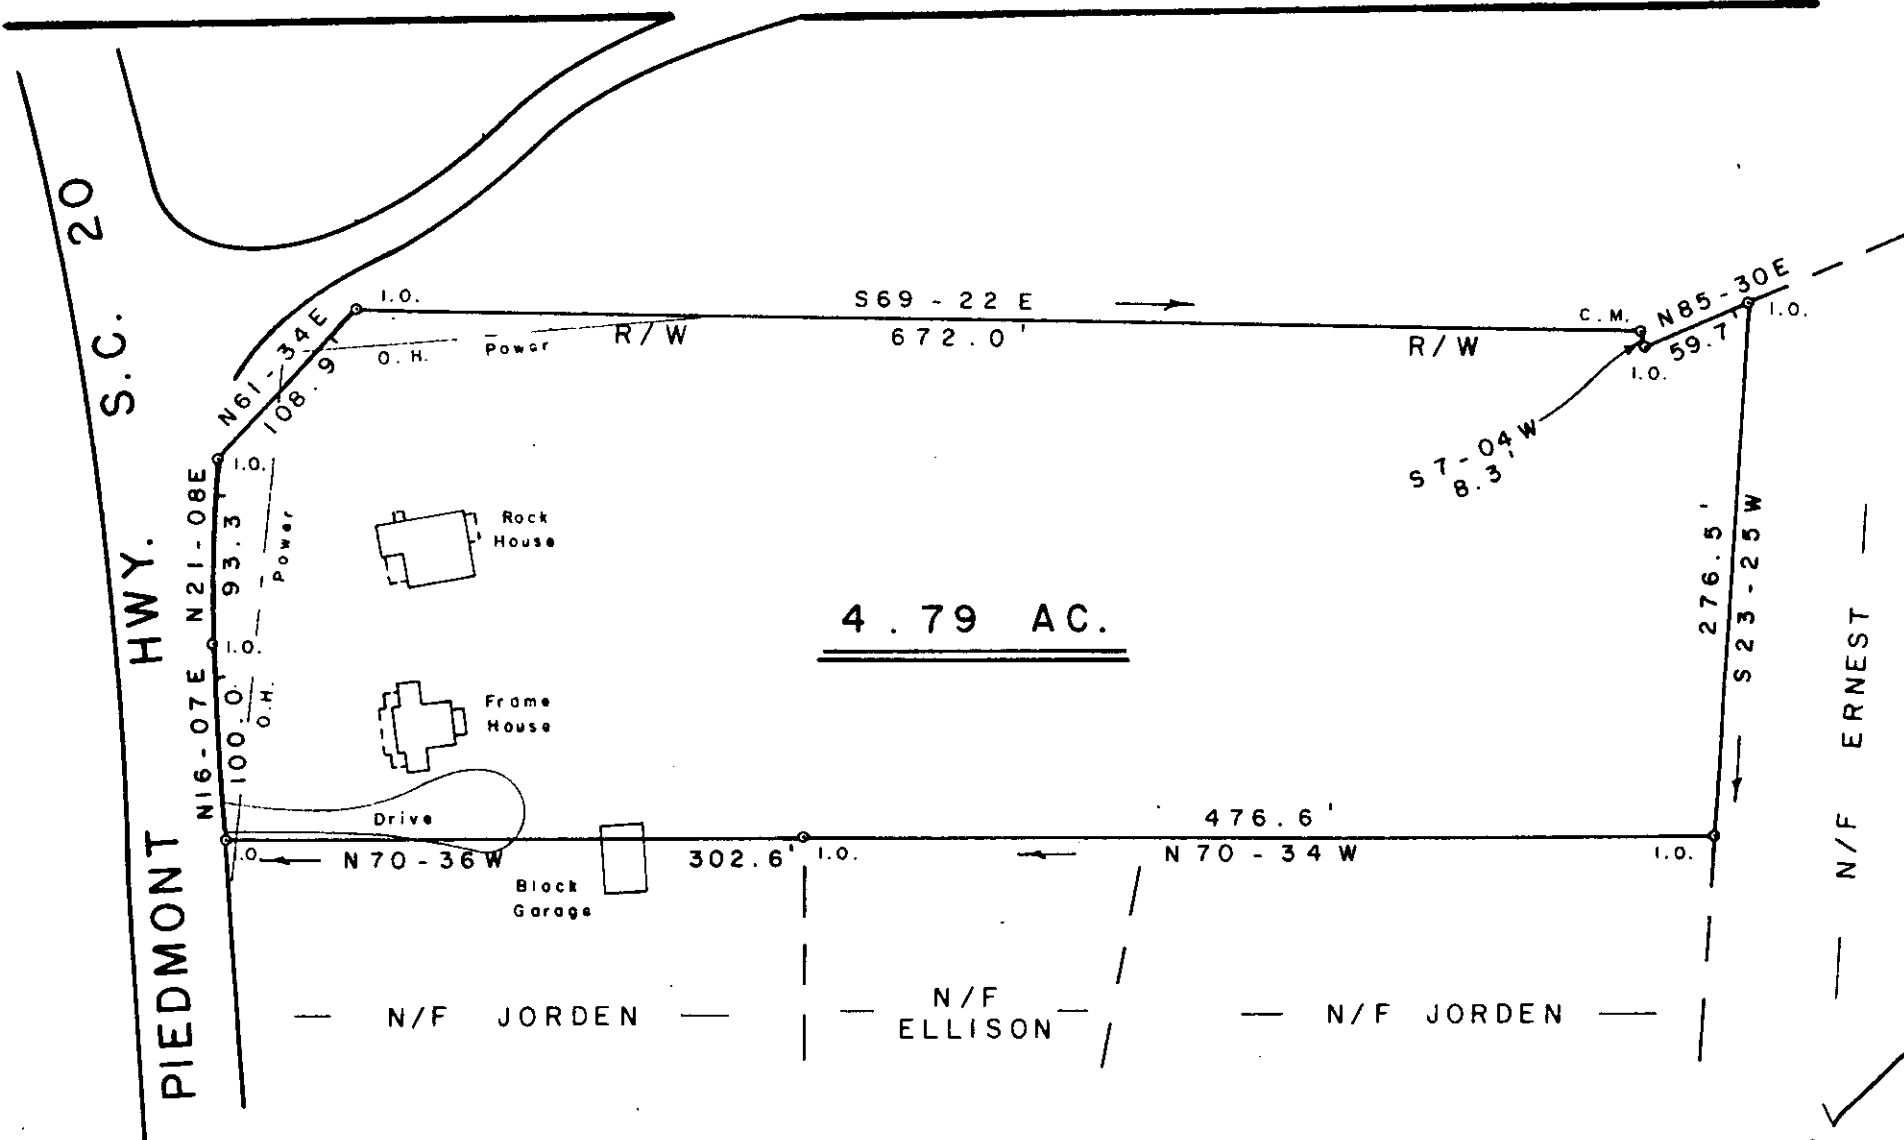 S.C. 20
PIEDMONT HWY.
I.O.
S69-22 E
672.0'
R/W
R/W
C.M.
N85-30E
59.7'
I.O.
I.O.
S7-04 W
8.3'
N61-34E
108.9'
O.H.
Power
I.O.
N21-08E
93.3'
Power
Rock
House
4.79 AC.
276.5'
S23-25W
I.O.
N16-07E
100.0'
O.H.
Frame
House
Drive
I.O.
N70-36W
302.6'
I.O.
476.6'
N70-34W
I.O.
Block
Garage
N/F JORDEN
N/F
ELLISON
N/F JORDEN
N/F ERNEST